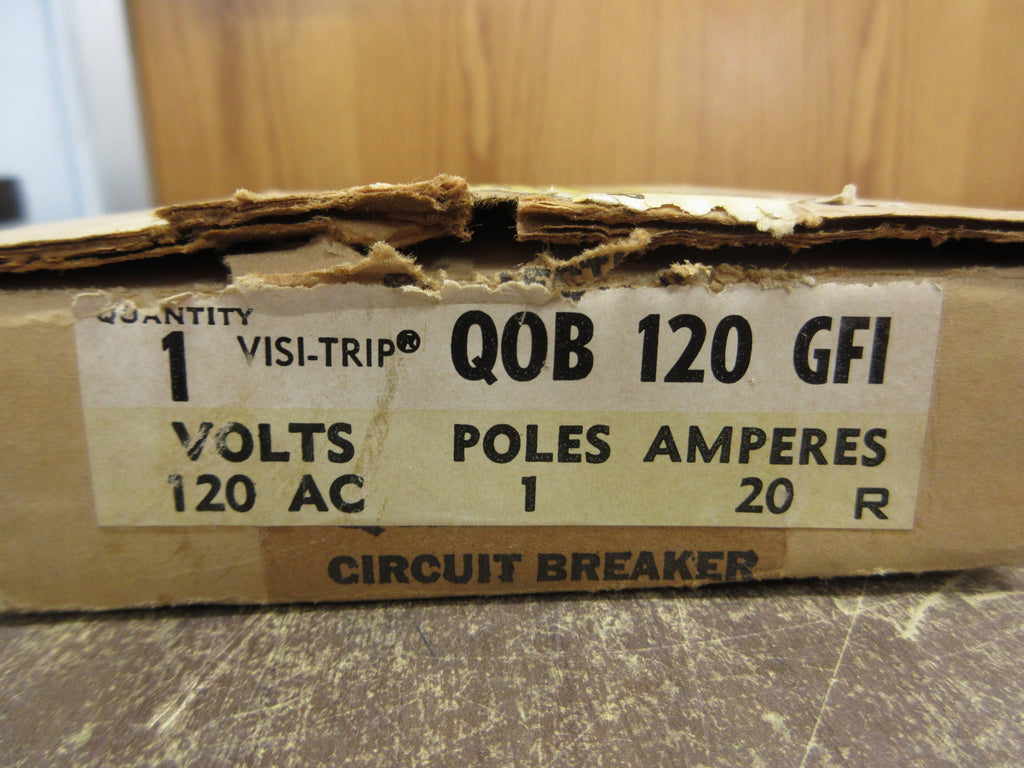 QUANTITY
1 VISI-TRIP® QOB 120 GFI
VOLTS POLES AMPERES
120 AC 1 20 R
CIRCUIT BREAKER